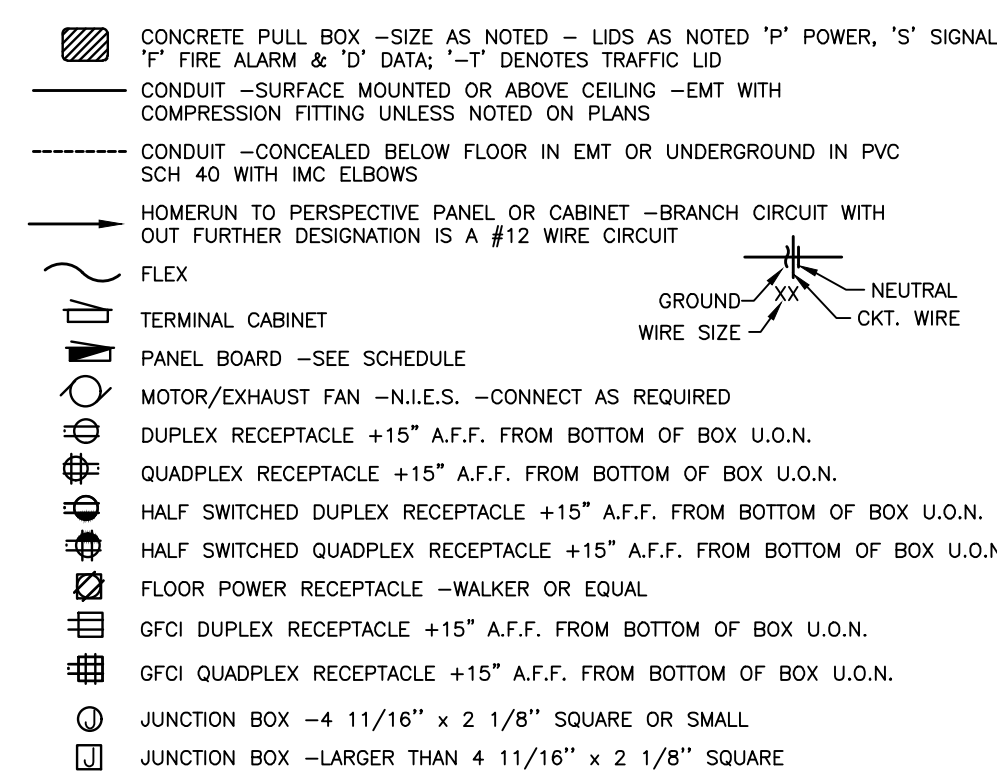 CONCRETE PULL BOX –SIZE AS NOTED – LIDS AS NOTED 'P' POWER, 'S' SIGNAL
'F' FIRE ALARM & 'D' DATA; '–T' DENOTES TRAFFIC LID
CONDUIT –SURFACE MOUNTED OR ABOVE CEILING –EMT WITH
COMPRESSION FITTING UNLESS NOTED ON PLANS
CONDUIT –CONCEALED BELOW FLOOR IN EMT OR UNDERGROUND IN PVC
SCH 40 WITH IMC ELBOWS
HOMERUN TO PERSPECTIVE PANEL OR CABINET –BRANCH CIRCUIT WITH
OUT FURTHER DESIGNATION IS A #12 WIRE CIRCUIT
FLEX
GROUND
XX
NEUTRAL
WIRE SIZE
CKT. WIRE
TERMINAL CABINET
PANEL BOARD –SEE SCHEDULE
MOTOR/EXHAUST FAN –N.I.E.S. –CONNECT AS REQUIRED
DUPLEX RECEPTACLE +15" A.F.F. FROM BOTTOM OF BOX U.O.N.
QUADPLEX RECEPTACLE +15" A.F.F. FROM BOTTOM OF BOX U.O.N.
HALF SWITCHED DUPLEX RECEPTACLE +15" A.F.F. FROM BOTTOM OF BOX U.O.N.
HALF SWITCHED QUADPLEX RECEPTACLE +15" A.F.F. FROM BOTTOM OF BOX U.O.N
FLOOR POWER RECEPTACLE –WALKER OR EQUAL
GFCI DUPLEX RECEPTACLE +15" A.F.F. FROM BOTTOM OF BOX U.O.N.
GFCI QUADPLEX RECEPTACLE +15" A.F.F. FROM BOTTOM OF BOX U.O.N.
J JUNCTION BOX –4 11/16'' x 2 1/8'' SQUARE OR SMALL
J JUNCTION BOX –LARGER THAN 4 11/16'' x 2 1/8'' SQUARE